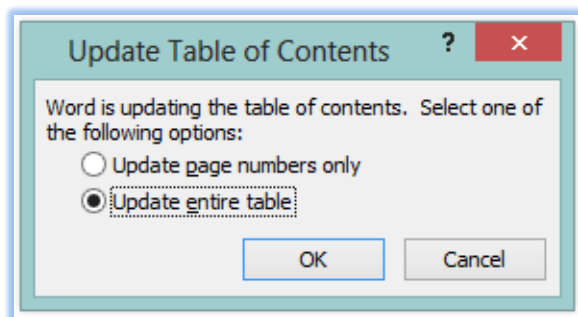 Update Table of Contents ? ×
Word is updating the table of contents.  Select one of
the following options:
Update page numbers only
Update entire table
OK Cancel